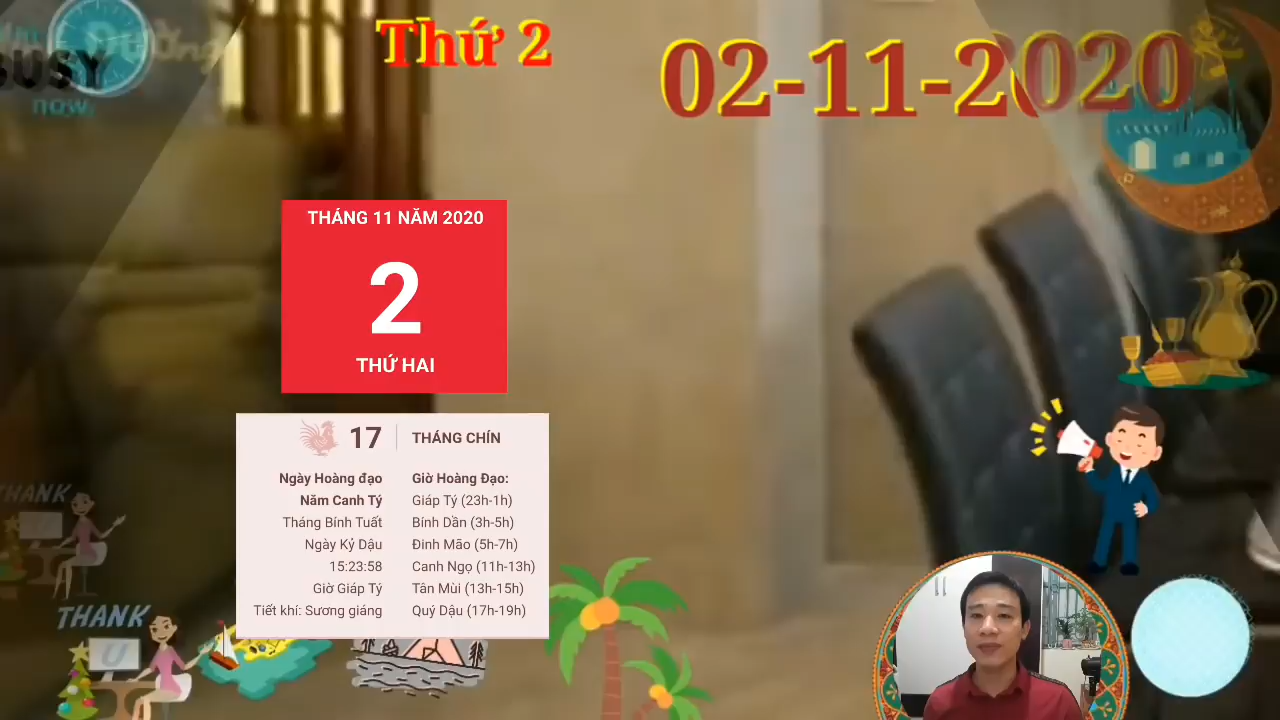 Thứ 2
02-11-2020
BUSY
now.
THÁNG 11 NĂM 2020
2
THỨ HAI
17
THÁNG CHÍN
Ngày Hoàng đạo
Giờ Hoàng Đạo:
Năm Canh Tý
Giáp Tý (23h-1h)
Tháng Bính Tuất
Bính Dần (3h-5h)
Ngày Kỷ Dậu
Đinh Mão (5h-7h)
15:23:58
Canh Ngọ (11h-13h)
Giờ Giáp Tý
Tân Mùi (13h-15h)
Tiết khí: Sương giáng
Quý Dậu (17h-19h)
THANK
THANK
U